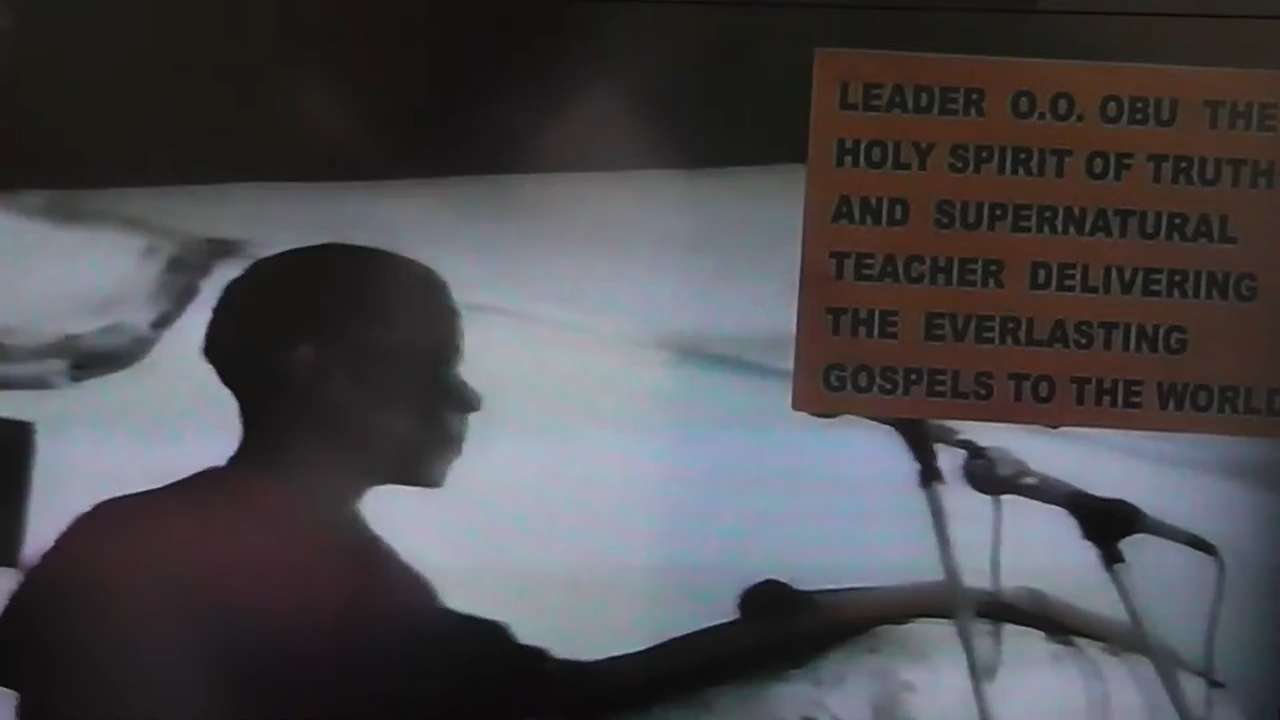 LEADER O.O. OBU THE
HOLY SPIRIT OF TRUTH
AND SUPERNATURAL
TEACHER DELIVERING
THE EVERLASTING
GOSPELS TO THE WORLD